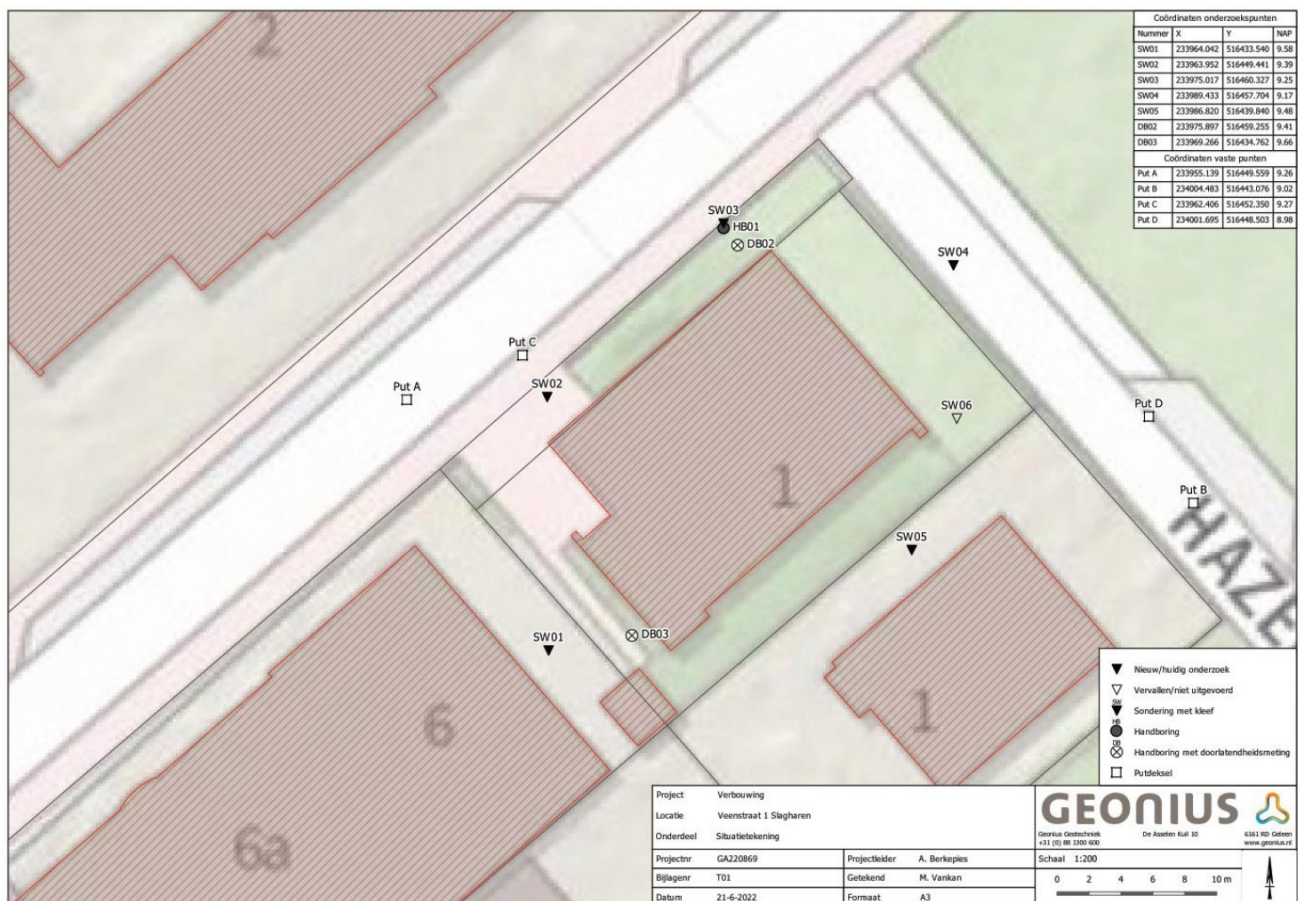 2
Coördinaten onderzoekspunten
Nummer X Y NAP
SW01 233964.042 516433.540 9.58
SW02 233963.952 516449.441 9.39
SW03 233975.017 516460.327 9.25
SW04 233989.433 516457.704 9.17
SW05 233986.820 516439.840 9.48
DB02 233975.897 516459.255 9.41
DB03 233969.266 516434.762 9.66
Coördinaten vaste punten
Put A 233955.139 516449.559 9.26
Put B 234004.483 516443.076 9.02
Put C 233962.406 516452.350 9.27
Put D 234001.695 516448.503 8.98
SW03
HB01
DB02
SW04
Put C
Put A
SW02
SW06
Put D
1
Put B
HAZE
SW05
DB03
SW01
6
1
6a
Nieuw/huidig onderzoek
Vervallen/niet uitgevoerd
SW
Sondering met kleef
HB
Handboring
DB
Handboring met doorlatendheidsmeting
Putdeksel
Project Verbouwing
Locatie Veenstraat 1 Slagharen
Onderdeel Situatietekening
Projectnr GA220869 Projectleider A. Berkepies
Bijlagenr T01 Getekend M. Vankan
Datum 21-6-2022 Formaat A3
GEONIUS
Geonius Geotechniek De Asselen Kuil 10 6161 RD Geleen
+31 (0) 88 1300 600 www.geonius.nl
Schaal 1:200
0 2 4 6 8 10 m